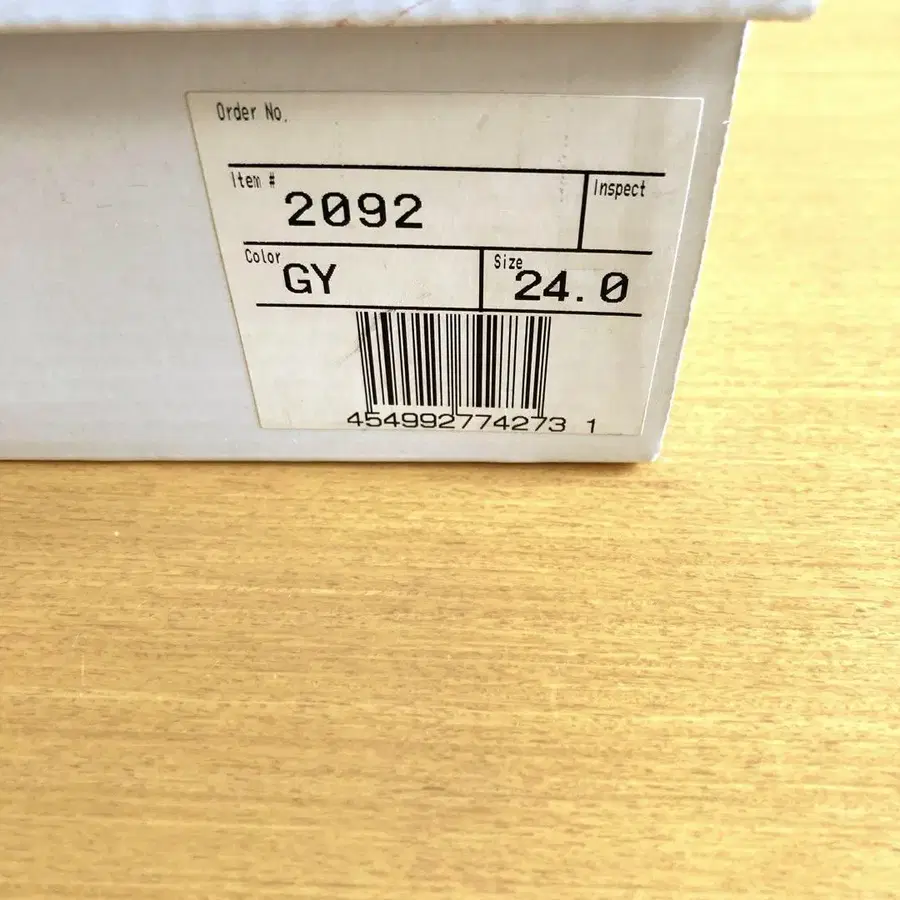 Order No.
Item # Inspect
2092
Color Size
GY 24.0
454992774273 1